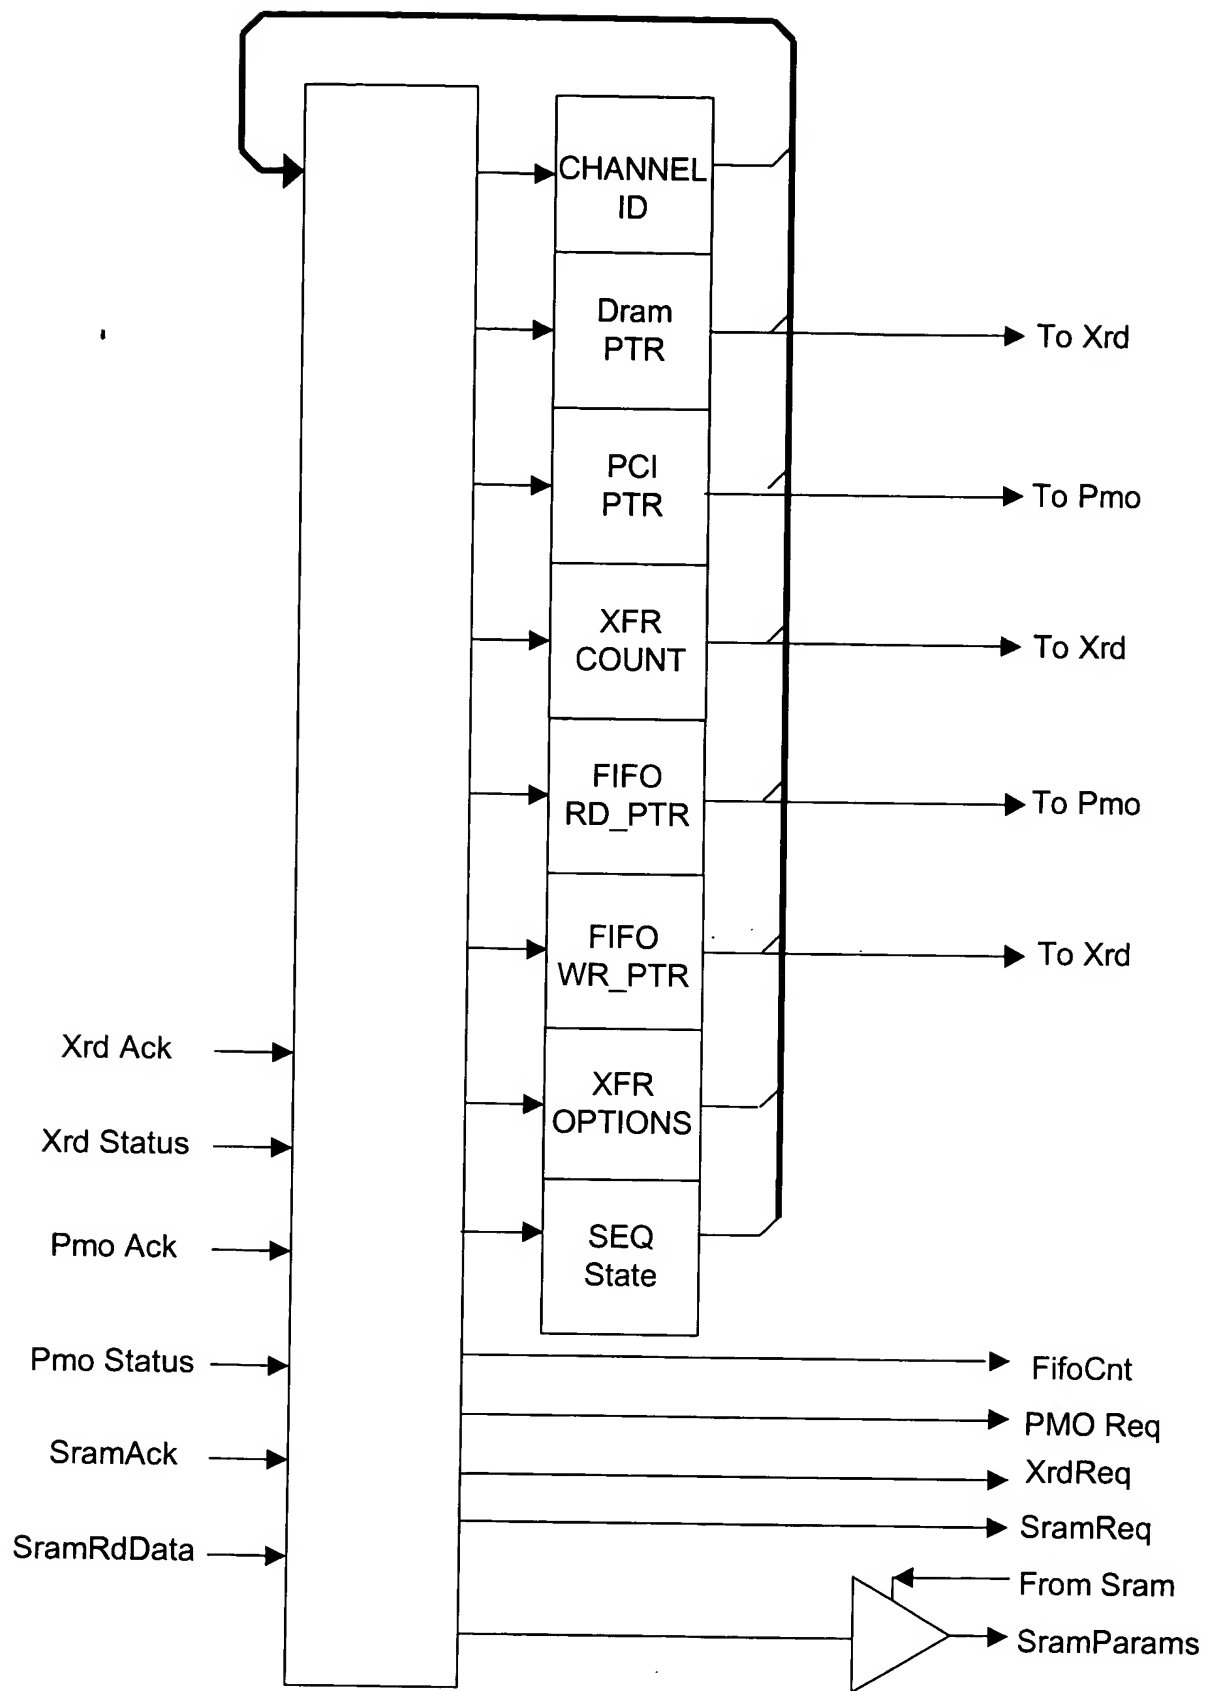 CHANNEL
ID
Dram
PTR
To Xrd
PCI
PTR
To Pmo
XFR
COUNT
To Xrd
FIFO
RD_PTR
To Pmo
FIFO
WR_PTR
To Xrd
Xrd Ack
XFR
OPTIONS
Xrd Status
Pmo Ack
SEQ
State
Pmo Status
FifoCnt
PMO Req
SramAck
XrdReq
SramReq
SramRdData
From Sram
SramParams